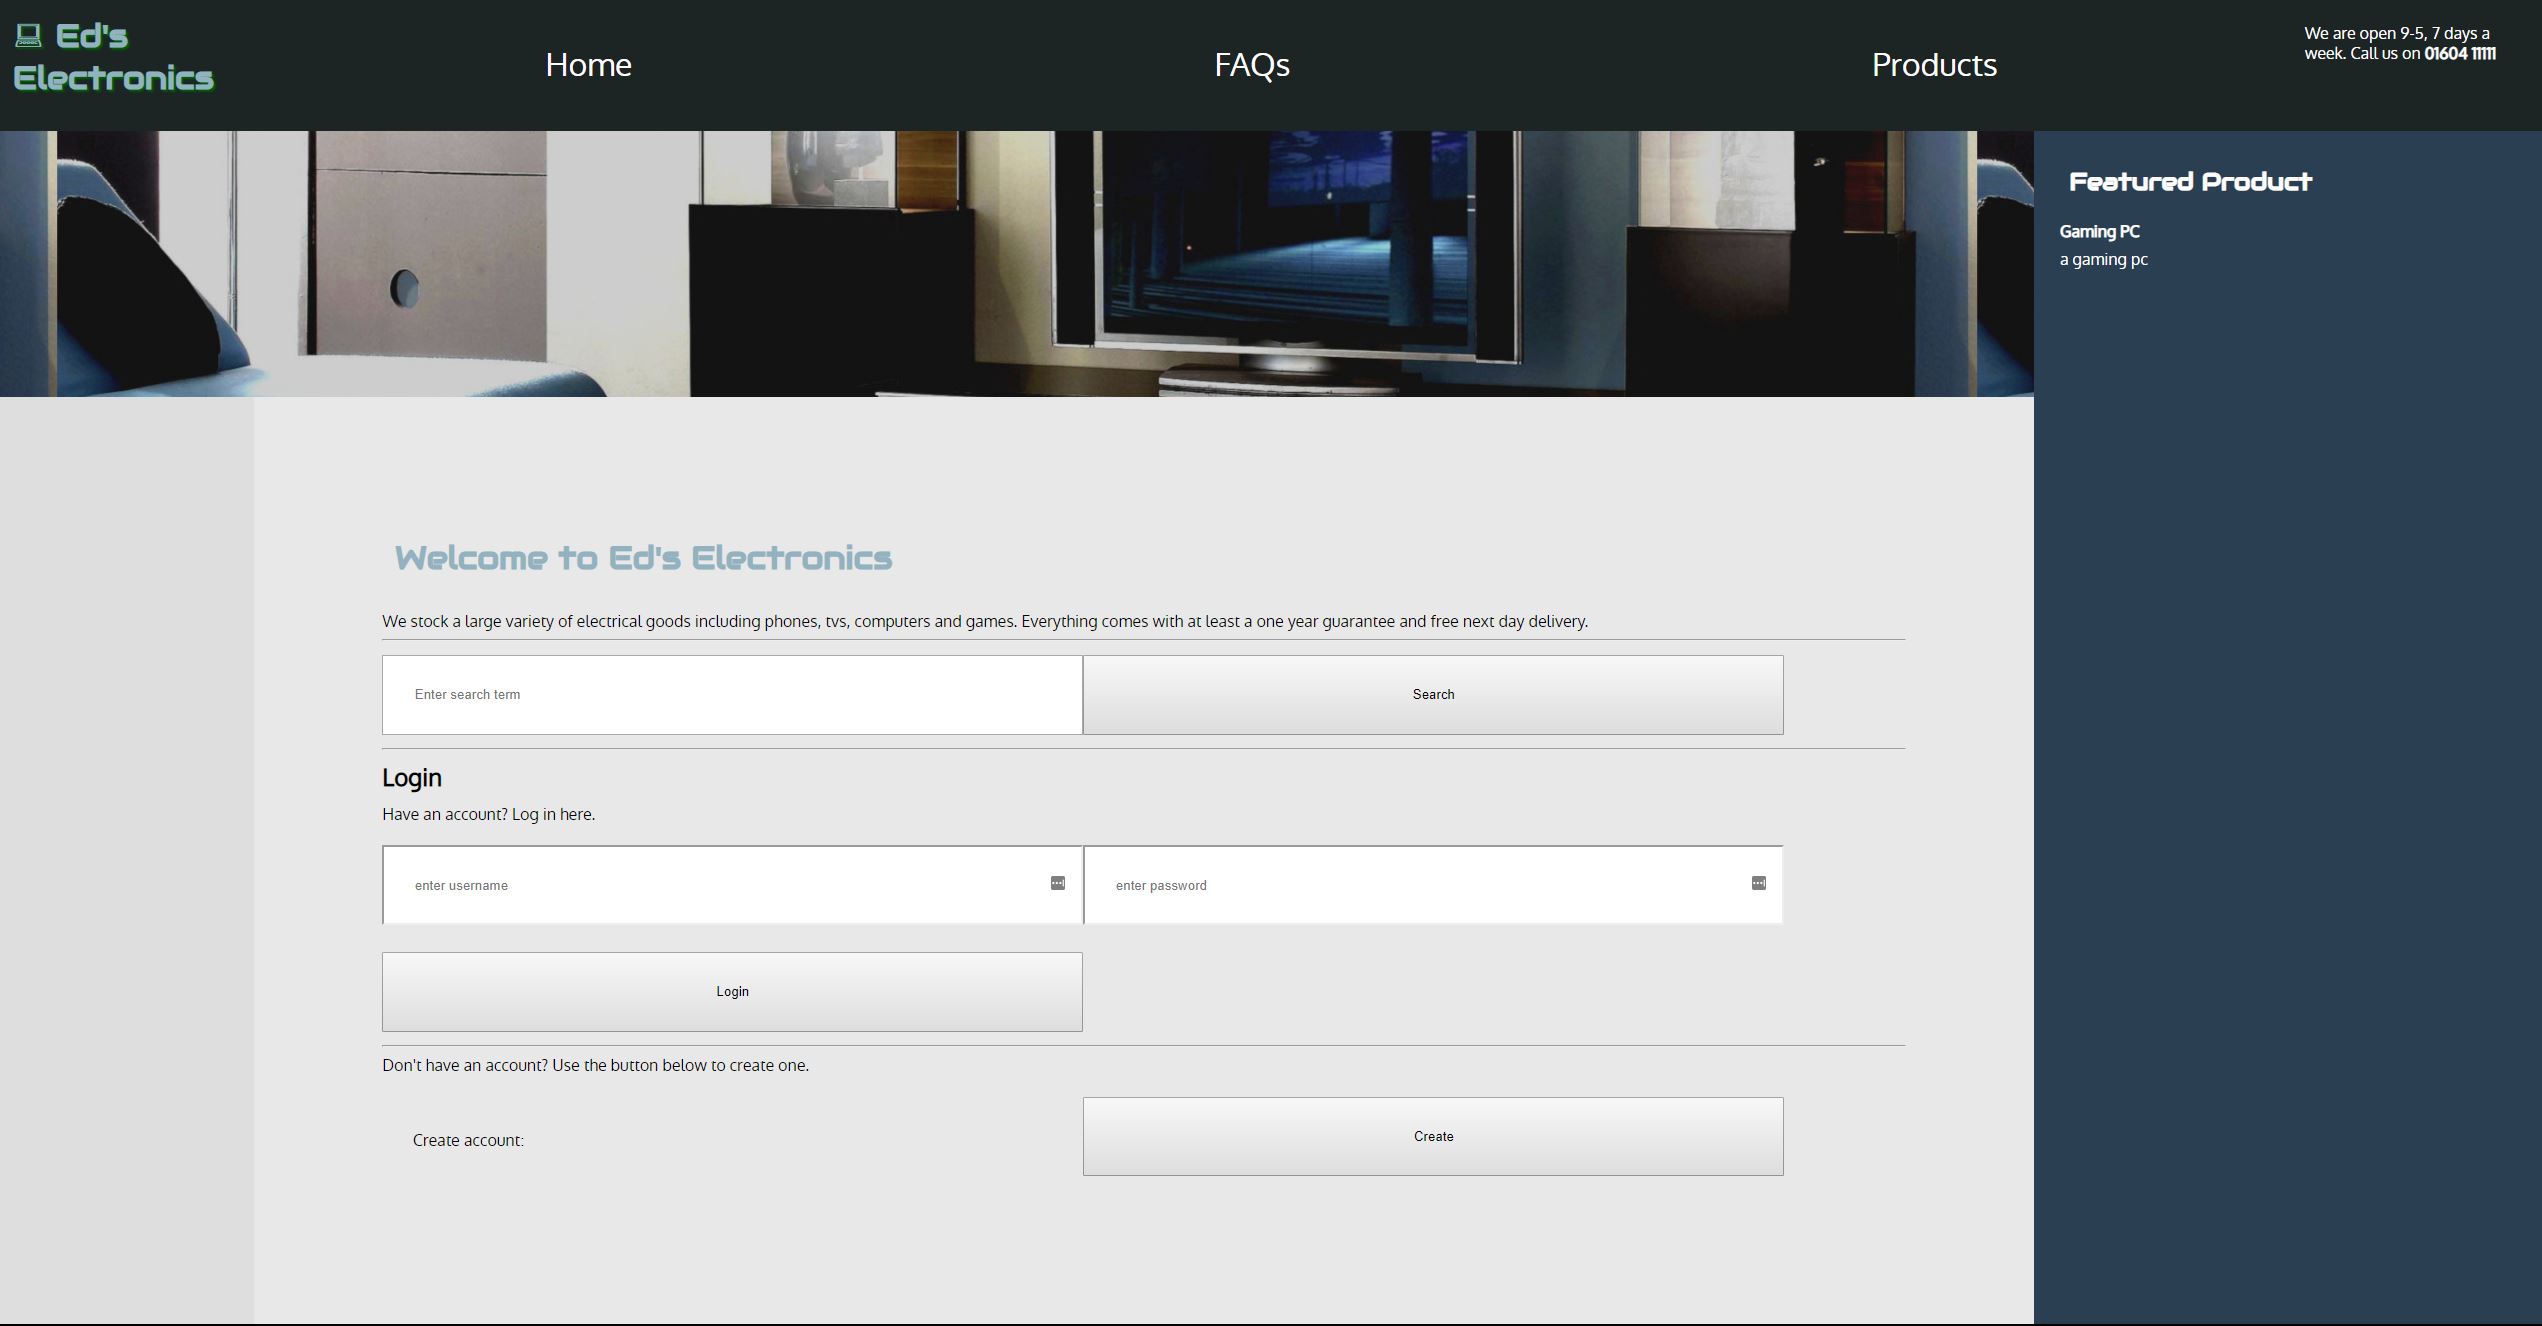 Ed's
Electronics
Home
FAQs
Products
We are open 9-5, 7 days a
week. Call us on 01604 11111
Featured Product
Gaming PC
a gaming pc
Welcome to Ed's Electronics
We stock a large variety of electrical goods including phones, tvs, computers and games. Everything comes with at least a one year guarantee and free next day delivery.
Enter search term
Search
Login
Have an account? Log in here.
enter username
enter password
Login
Don't have an account? Use the button below to create one.
Create account:
Create